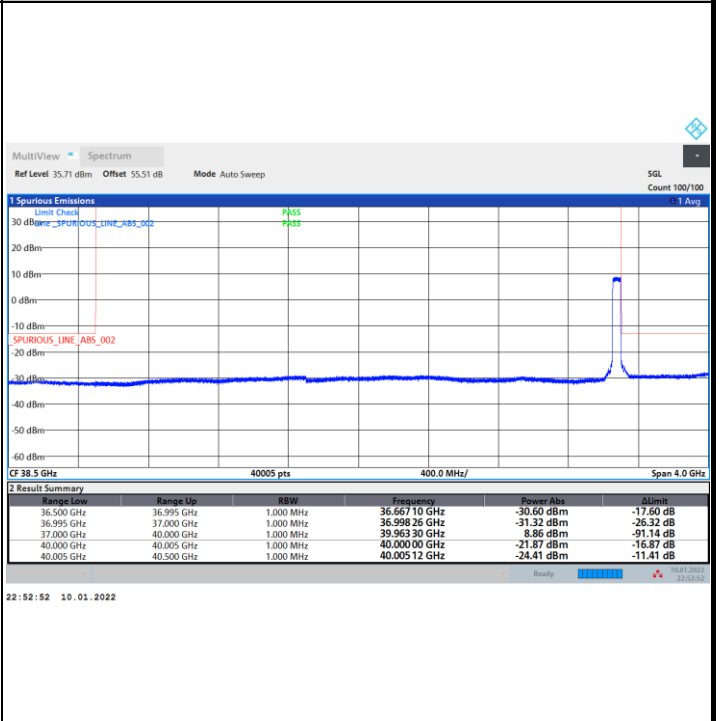 MultiView Spectrum
Ref Level 35.71 dBm Offset 55.51 dB Mode Auto Sweep SGL
Count 100/100
1 Spurious Emissions 1 Avg
Limit Check PASS
30 dBm Line _SPURIOUS_LINE_ABS_002 PASS
20 dBm
10 dBm
0 dBm
-10 dBm
_SPURIOUS_LINE_ABS_002
-20 dBm
-30 dBm
-40 dBm
-50 dBm
-60 dBm
CF 38.5 GHz 40005 pts 400.0 MHz/ Span 4.0 GHz
2 Result Summary
Range Low Range Up RBW Frequency Power Abs ΔLimit
36.500 GHz 36.995 GHz 1.000 MHz 36.667 10 GHz -30.60 dBm -17.60 dB
36.995 GHz 37.000 GHz 1.000 MHz 36.998 26 GHz -31.32 dBm -26.32 dB
37.000 GHz 40.000 GHz 1.000 MHz 39.963 30 GHz 8.86 dBm -91.14 dB
40.000 GHz 40.005 GHz 1.000 MHz 40.000 00 GHz -21.87 dBm -16.87 dB
40.005 GHz 40.500 GHz 1.000 MHz 40.005 12 GHz -24.41 dBm -11.41 dB
Ready 10.01.2022
22:52:52
22:52:52 10.01.2022